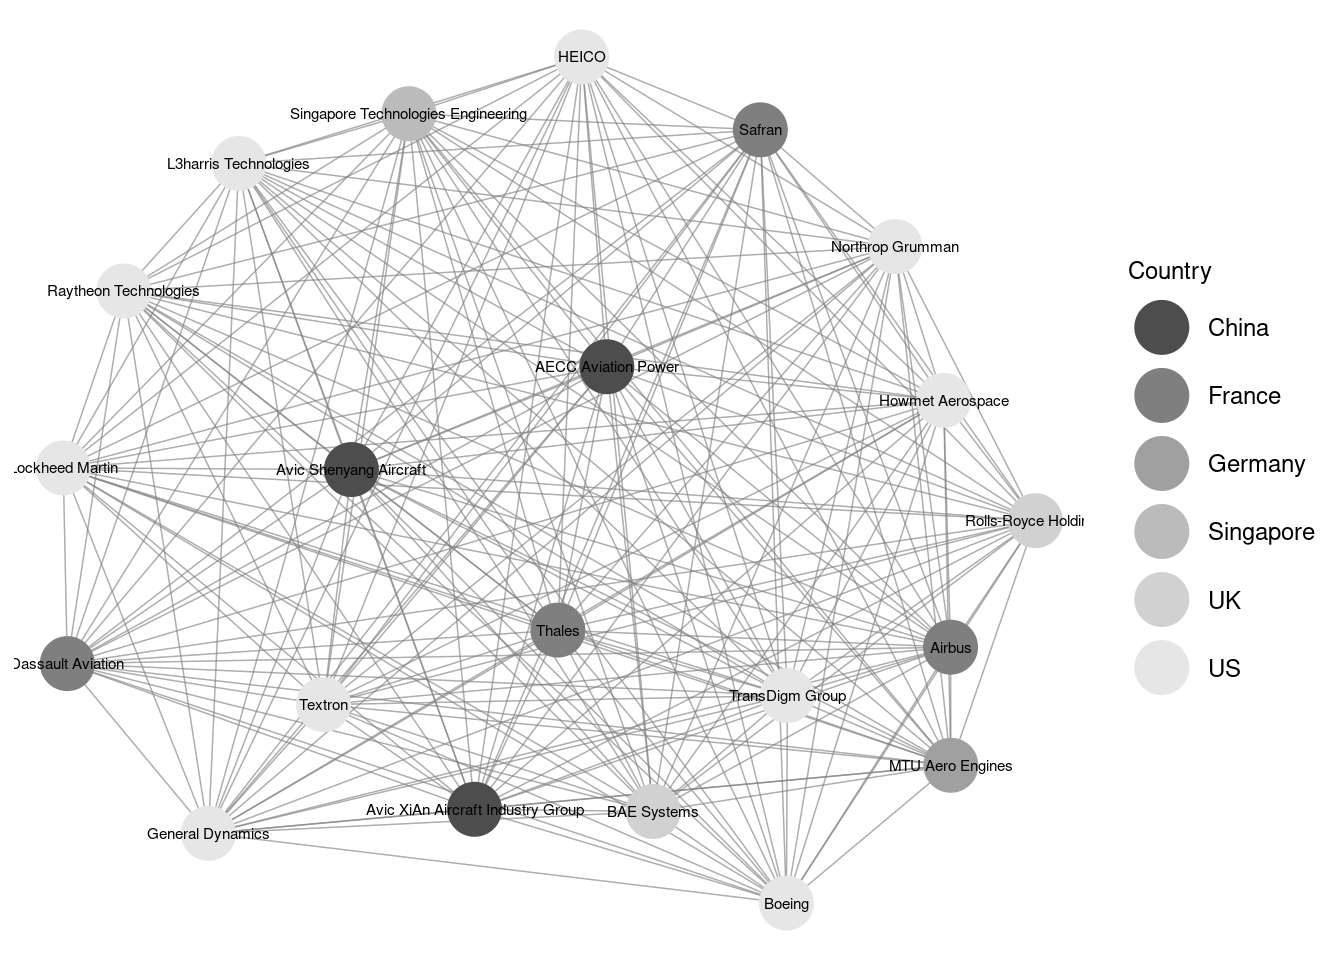 HEICO
Singapore Technologies Engineering
Safran
L3harris Technologies
Northrop Grumman
Raytheon Technologies
AECC Aviation Power
Howmet Aerospace
Lockheed Martin
Avic Shenyang Aircraft
Rolls-Royce Holdin
Thales
Airbus
Dassault Aviation
TransDigm Group
Textron
MTU Aero Engines
Avic XiAn Aircraft Industry Group
BAE Systems
General Dynamics
Boeing
Country
China
France
Germany
Singapore
UK
US